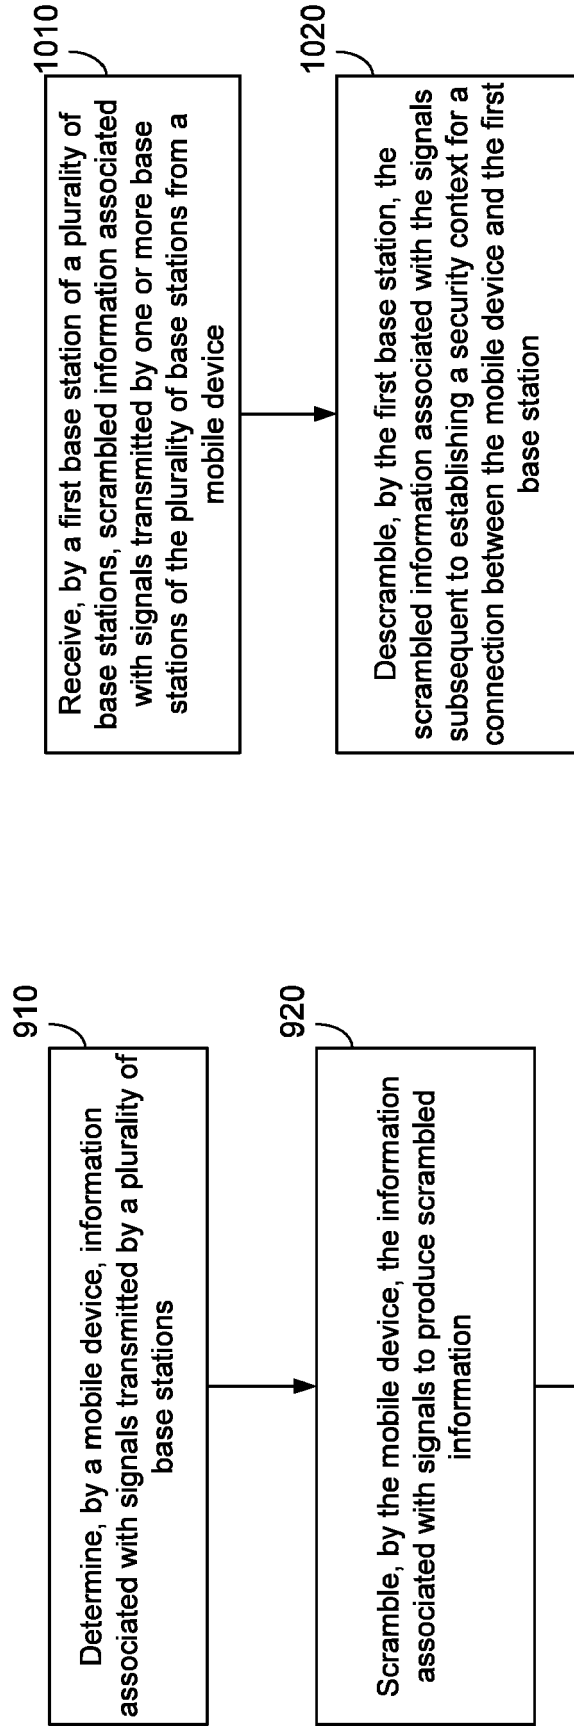 910
Determine, by a mobile device, information
associated with signals transmitted by a plurality of
base stations
920
Scramble, by the mobile device, the information
associated with signals to produce scrambled
information
1010
Receive, by a first base station of a plurality of
base stations, scrambled information associated
with signals transmitted by one or more base
stations of the plurality of base stations from a
mobile device
1020
Descramble, by the first base station, the
scrambled information associated with the signals
subsequent to establishing a security context for a
connection between the mobile device and the first
base station